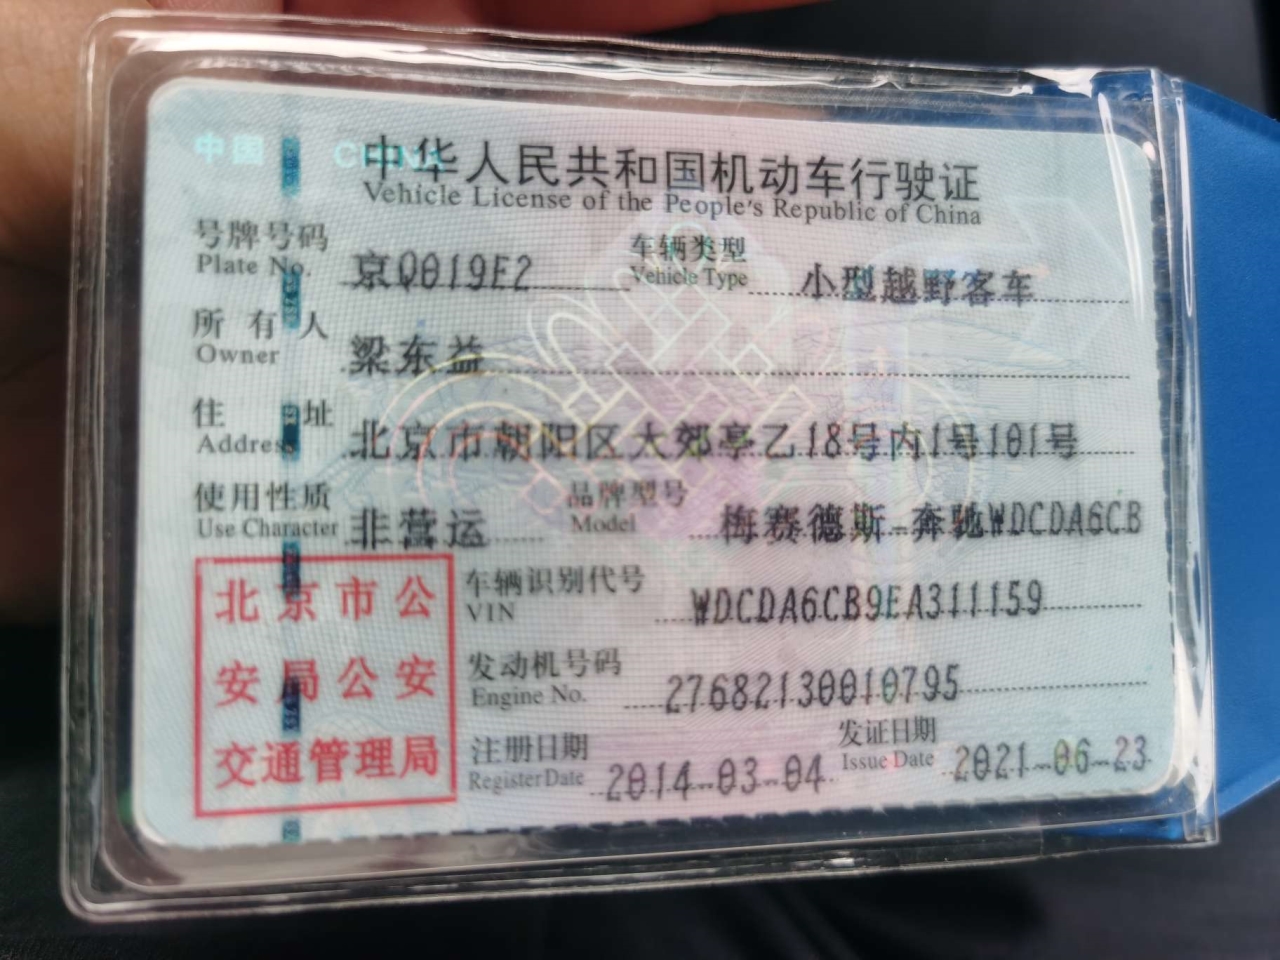 中国 CHINA
中华人民共和国机动车行驶证
Vehicle License of the People's Republic of China
号牌号码 京Q019E2 车辆类型 小型越野客车
Plate No. Vehicle Type
所有人 梁东益
Owner
住址 北京市朝阳区大郊亭乙18号内1号101号
Address
使用性质 非营运 品牌型号 梅赛德斯-奔驰WDCDA6CB
Use Character Model
北京市公
安局公安
交通管理局
车辆识别代号 WDCDA6CB9EA311159
VIN
发动机号码 27682130010795
Engine No.
注册日期 2014-03-04 发证日期 2021-06-23
Register Date Issue Date